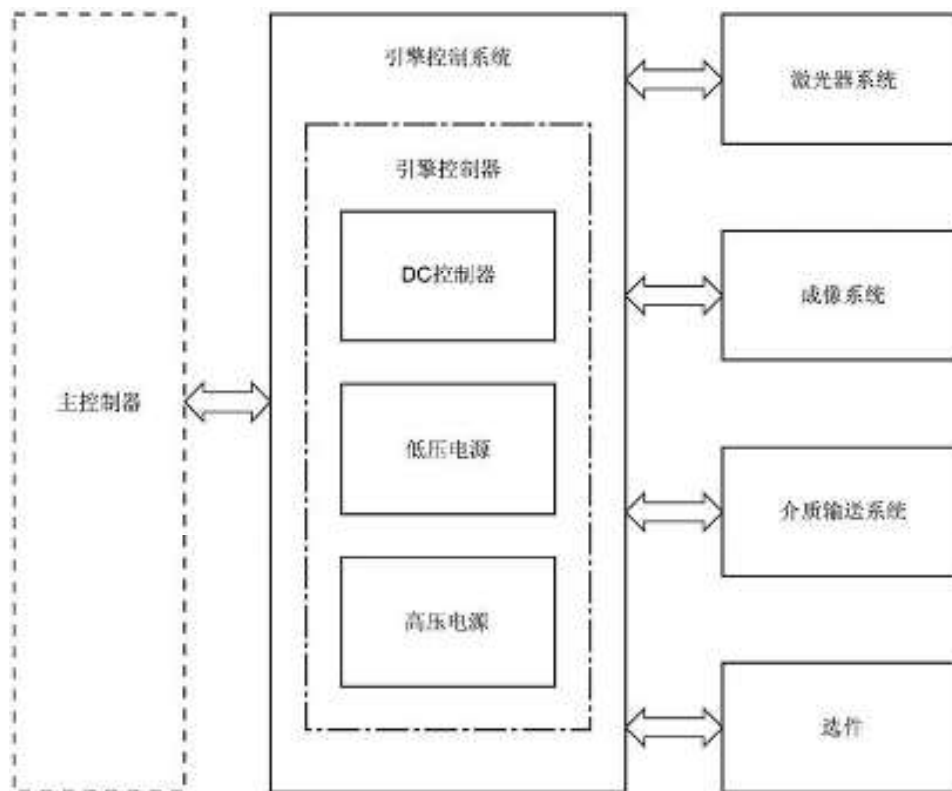 引擎控制系统
激光器系统
引擎控制器
DC控制器
成像系统
主控制器
低压电源
介质输送系统
高压电源
选件